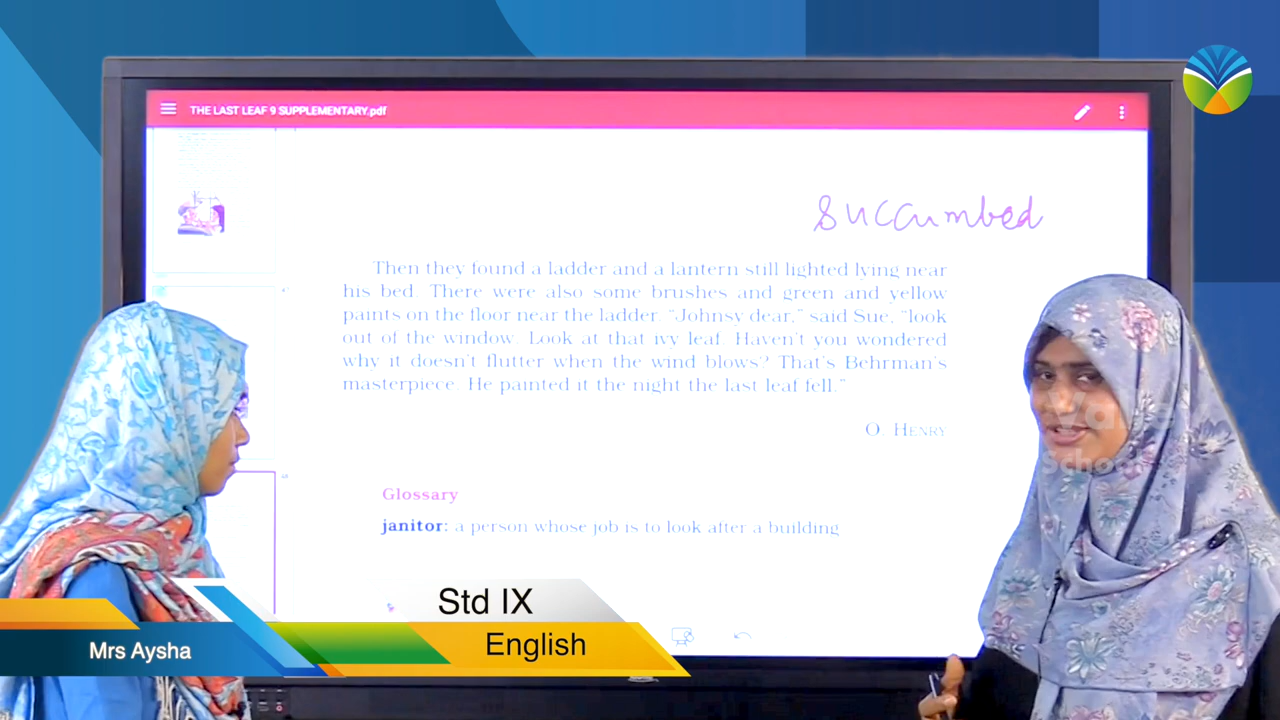 THE LAST LEAF 9 SUPPLEMENTARY.pdf
Succumbed
Then they found a ladder and a lantern still lighted lying near
his bed. There were also some brushes and green and yellow
paints on the floor near the ladder. “Johnsy dear,” said Sue, “look
out of the window. Look at that ivy leaf. Haven't you wondered
why it doesn't flutter when the wind blows? That's Behrman's
masterpiece. He painted it the night the last leaf fell.”
O. HENRY
School
Glossary
janitor: a person whose job is to look after a building
Std IX
English
Mrs Aysha